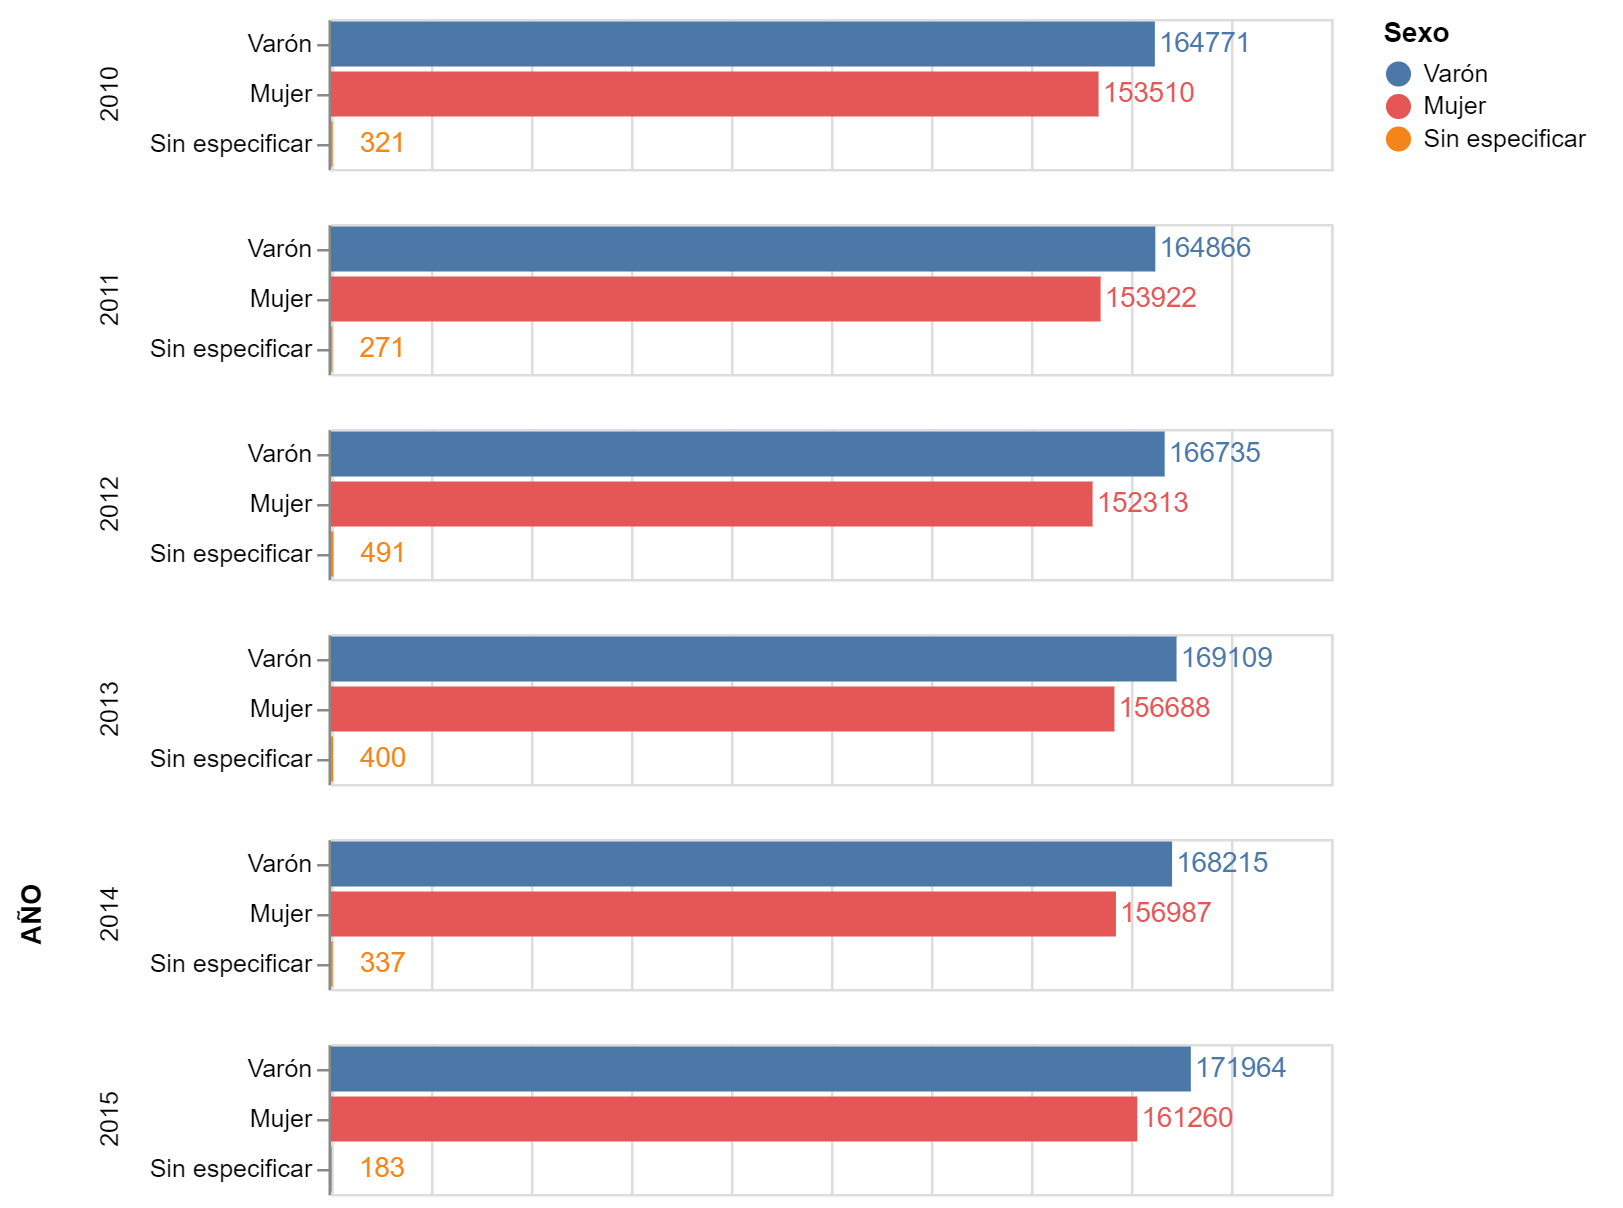 Sexo
Varón
Mujer
Sin especificar
AÑO
2010
Varón 164771
Mujer 153510
Sin especificar 321
2011
Varón 164866
Mujer 153922
Sin especificar 271
2012
Varón 166735
Mujer 152313
Sin especificar 491
2013
Varón 169109
Mujer 156688
Sin especificar 400
2014
Varón 168215
Mujer 156987
Sin especificar 337
2015
Varón 171964
Mujer 161260
Sin especificar 183